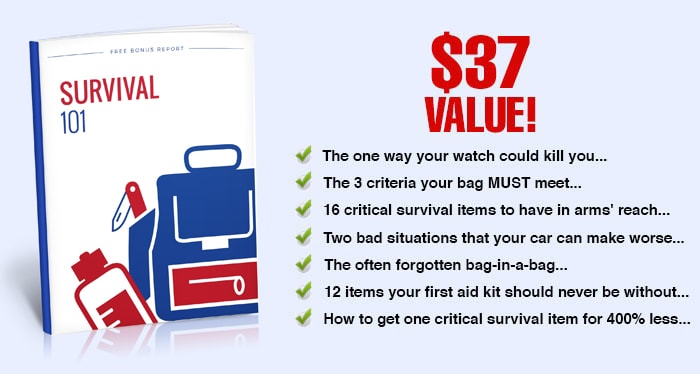 FREE BONUS REPORT
SURVIVAL
101
$37
VALUE!
The one way your watch could kill you...
The 3 criteria your bag MUST meet...
16 critical survival items to have in arms' reach...
Two bad situations that your car can make worse...
The often forgotten bag-in-a-bag...
12 items your first aid kit should never be without...
How to get one critical survival item for 400% less...